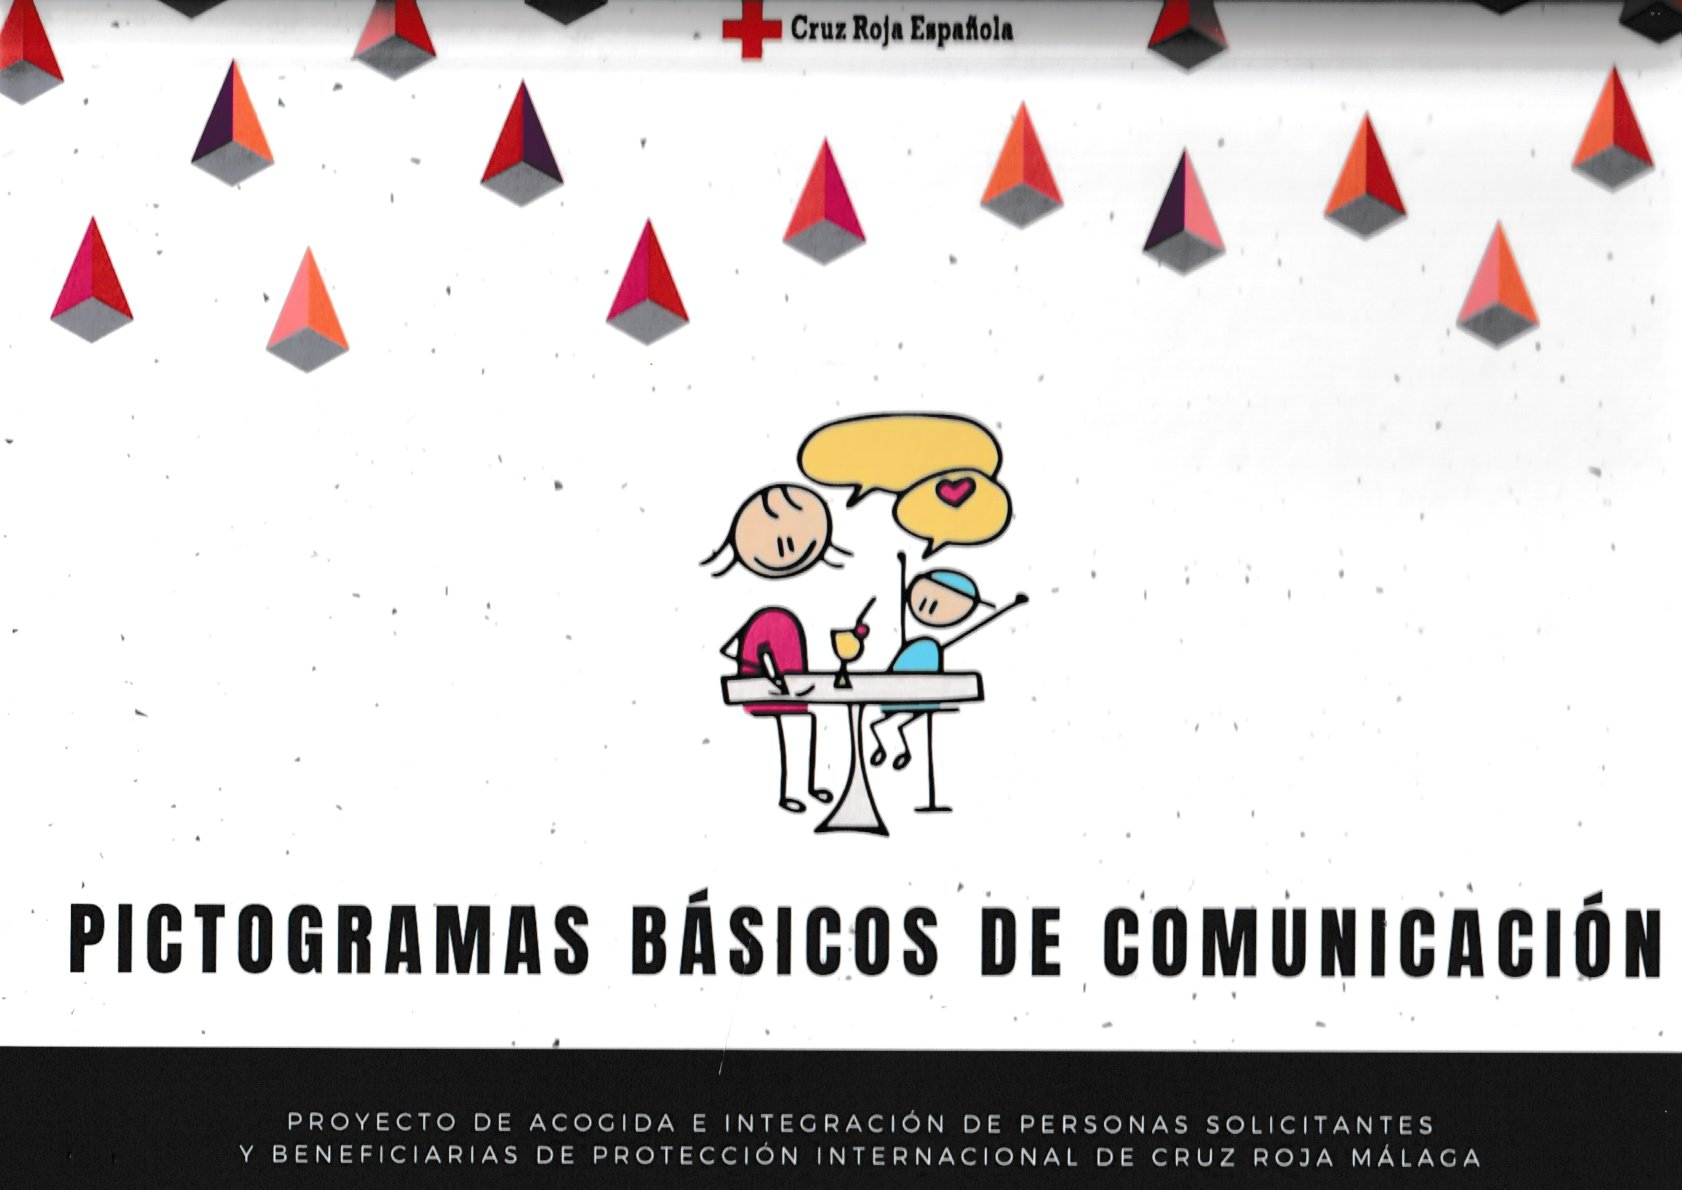 Cruz Roja Española
PICTOGRAMAS BÁSICOS DE COMUNICACIÓN
PROYECTO DE ACOGIDA E INTEGRACIÓN DE PERSONAS SOLICITANTES
Y BENEFICIARIAS DE PROTECCIÓN INTERNACIONAL DE CRUZ ROJA MÁLAGA